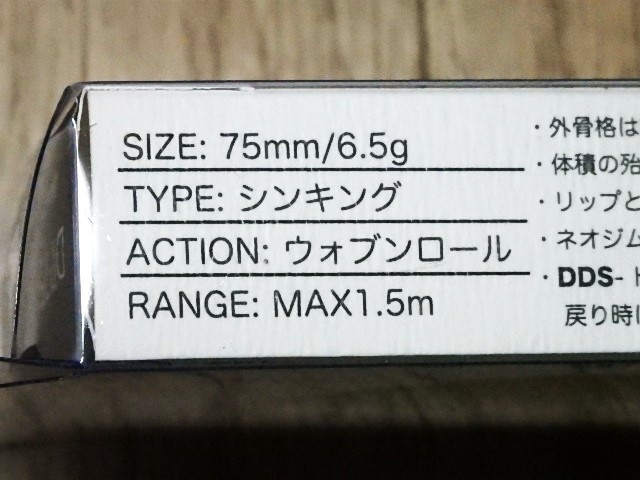 SIZE: 75mm/6.5g
TYPE: シンキング
ACTION: ウォブンロール
RANGE: MAX1.5m
・外骨格は
・体積の殆
・リップと
・ネオジム
・DDS-
戻り時